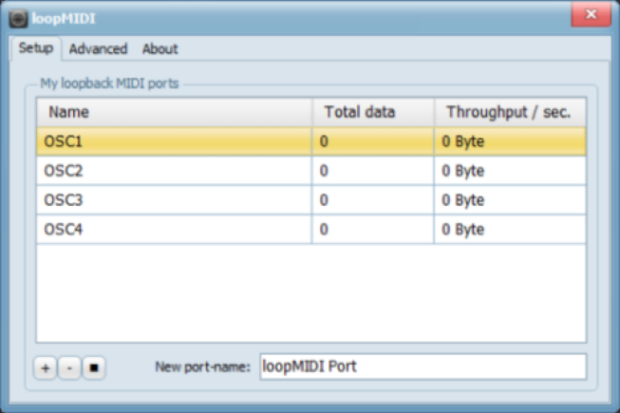 loopMIDI
Setup Advanced About
My loopback MIDI ports
Name Total data Throughput / sec.
OSC1 0 0 Byte
OSC2 0 0 Byte
OSC3 0 0 Byte
OSC4 0 0 Byte
+ - New port-name: loopMIDI Port